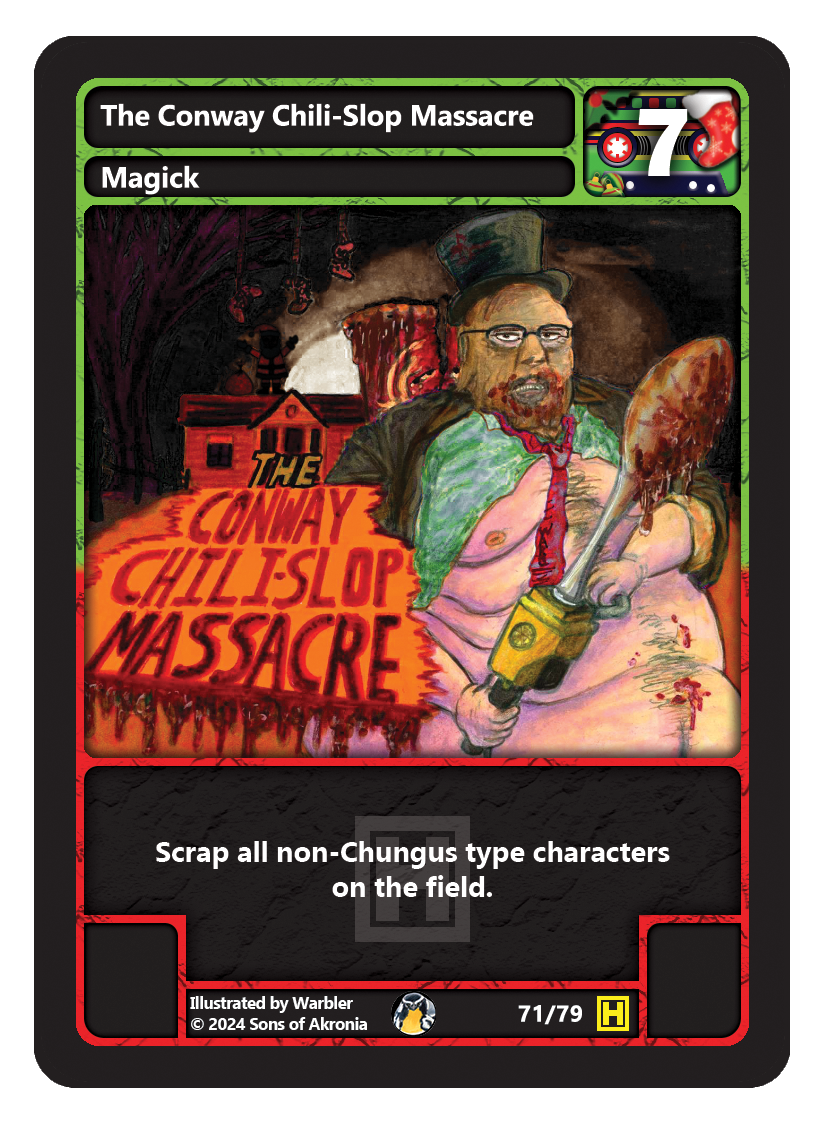 The Conway Chili-Slop Massacre
7
Magick
THE
CONWAY
CHILI-SLOP
MASSACRE
Scrap all non-Chungus type characters
on the field.
H
Illustrated by Warbler
© 2024 Sons of Akronia
71/79
H